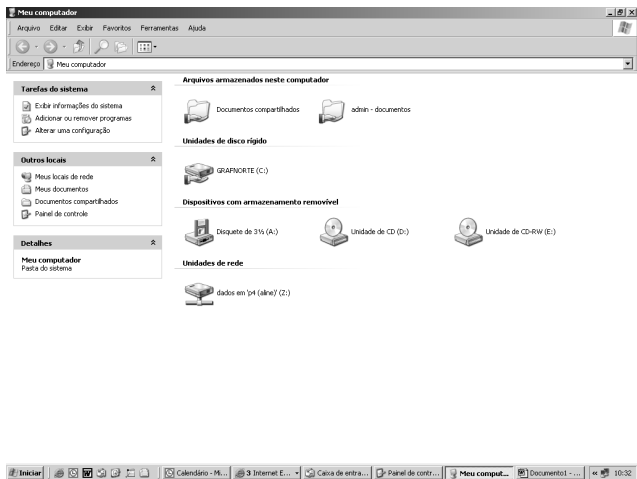 Meu computador
Arquivo Editar Exibir Favoritos Ferramentas Ajuda
Endereço Meu computador
Tarefas do sistema
Exibir informações do sistema
Adicionar ou remover programas
Alterar uma configuração
Outros locais
Meus locais de rede
Meus documentos
Documentos compartilhados
Painel de controle
Detalhes
Meu computador
Pasta do sistema
Arquivos armazenados neste computador
Documentos compartilhados admin - documentos
Unidades de disco rígido
GRAFNORTE (C:)
Dispositivos com armazenamento removível
Disquete de 3½ (A:) Unidade de CD (D:) Unidade de CD-RW (E:)
Unidades de rede
dados em 'p4 (aline)' (Z:)
Iniciar Calendário - Mi... 3 Internet E... Caixa de entra... Painel de contr... Meu comput... Documento1 - ... « 10:32